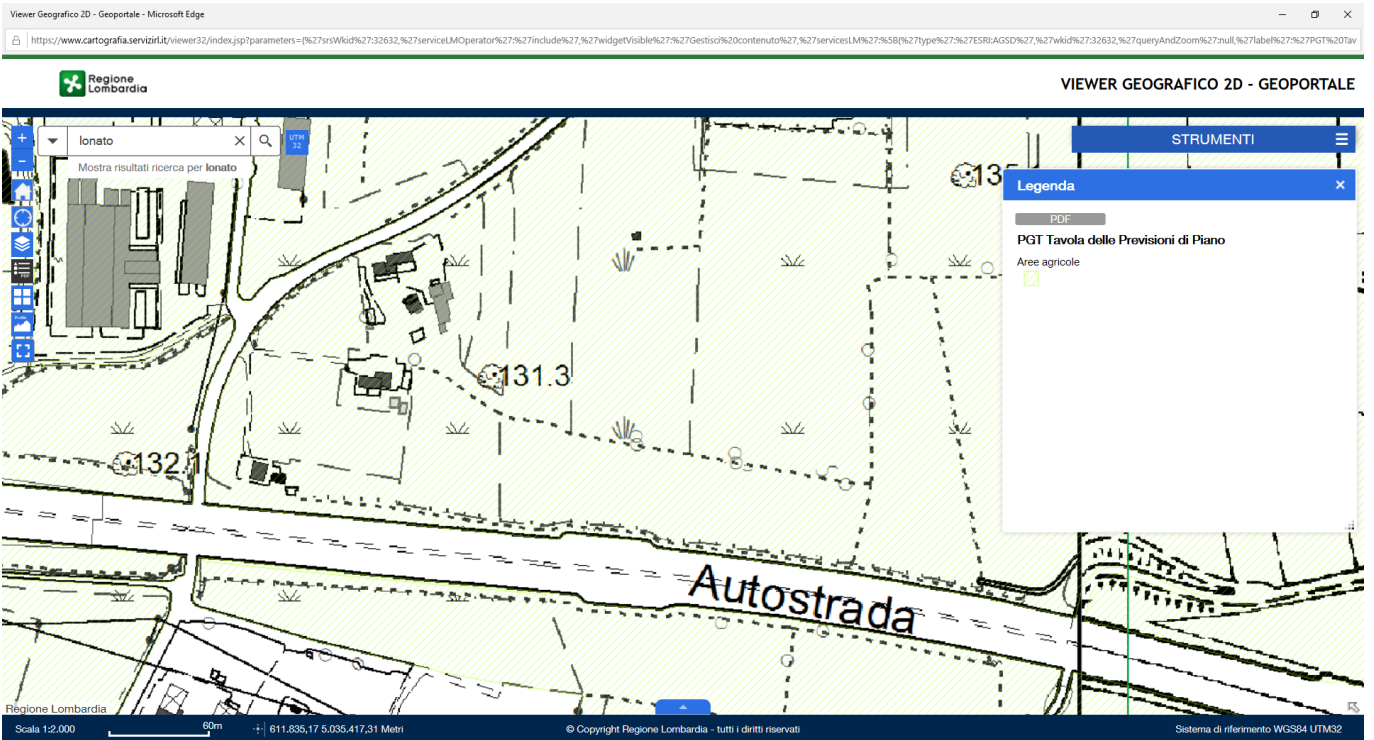 Viewer Geografico 2D - Geoportale - Microsoft Edge
https://www.cartografia.servizirl.it/viewer32/index.jsp?parameters={%27srsWkid%27:32632,%27serviceLMOperator%27:%27include%27,%27widgetVisible%27:%27Gestisci%20contenuto%27,%27servicesLM%27:%5B{%27type%27:%27ESRI:AGSD%27,%27wkid%27:32632,%27queryAndZoom%27:null,%27label%27:%27PGT%20Tav
Regione
Lombardia
VIEWER GEOGRAFICO 2D - GEOPORTALE
+
-
lonato
UTM
32
Mostra risultati ricerca per lonato
STRUMENTI
Legenda
PDF
PGT Tavola delle Previsioni di Piano
Aree agricole
131.3
132.1
Autostrada
Regione Lombardia
Scala 1:2.000
60m
611.835,17 5.035.417,31 Metri
© Copyright Regione Lombardia - tutti i diritti riservati
Sistema di riferimento WGS84 UTM32